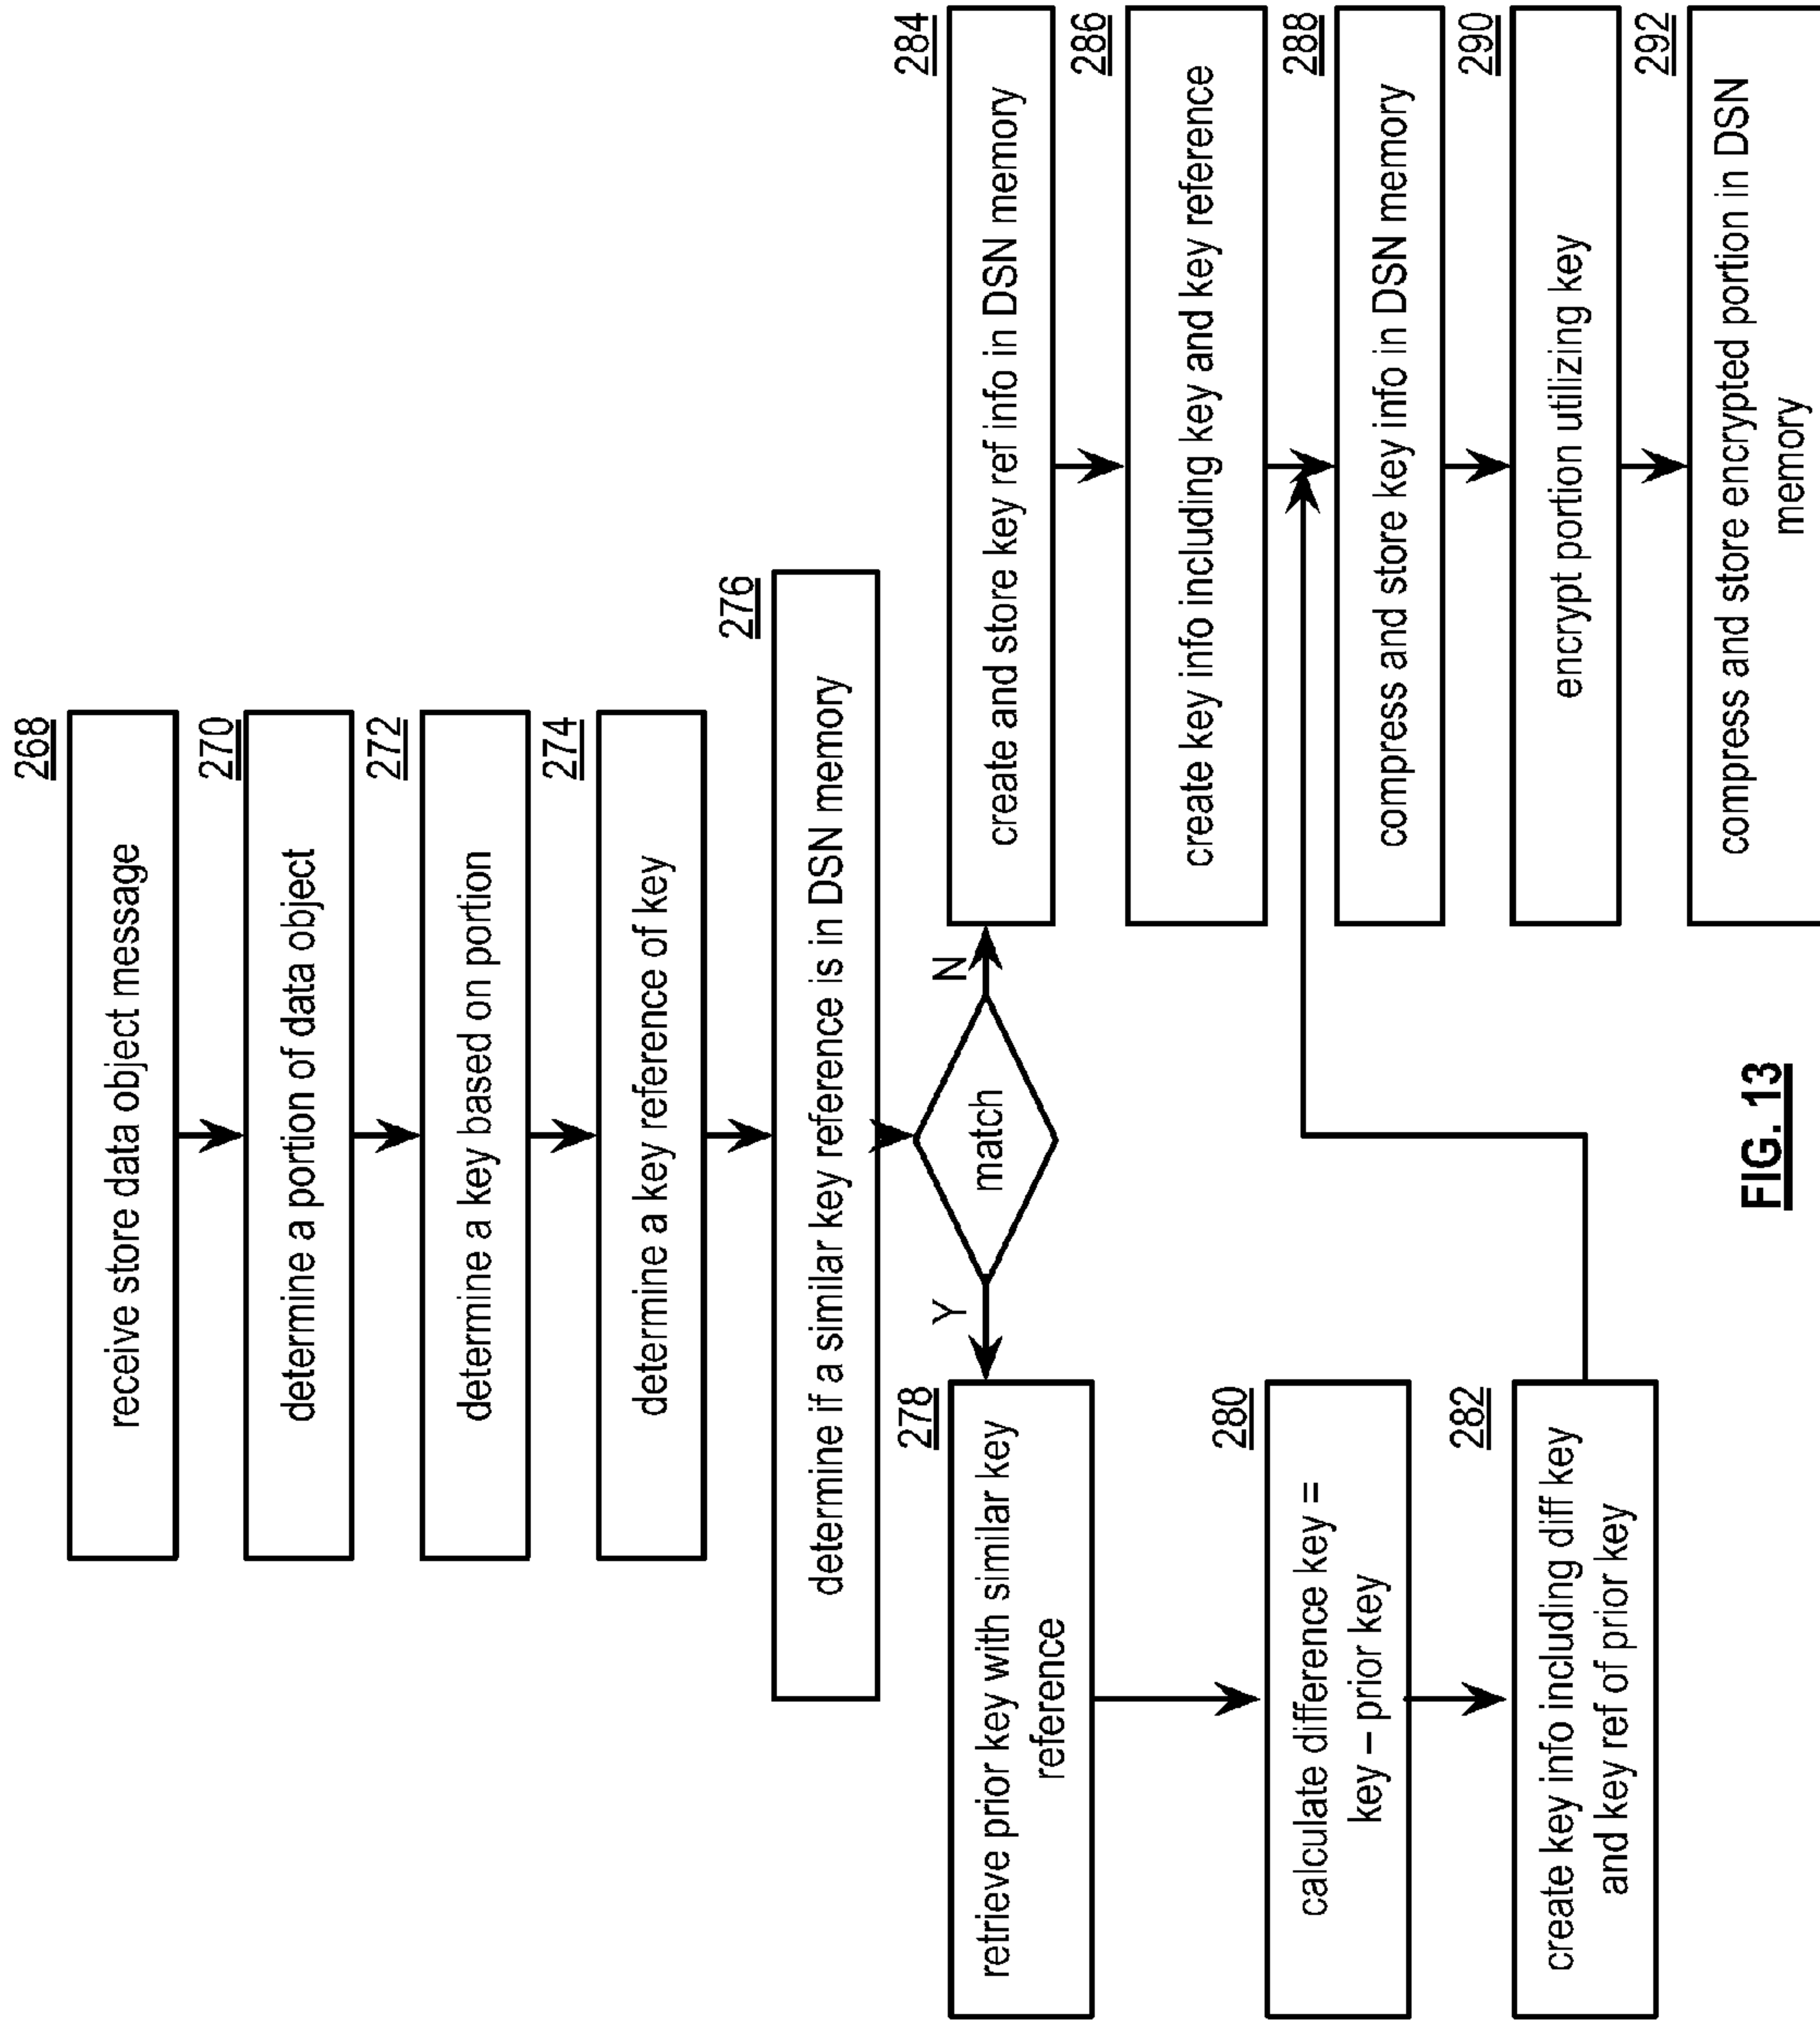 268
receive store data object message
270
determine a portion of data object
272
determine a key based on portion
274
determine a key reference of key
276
determine if a similar key reference is in DSN memory
match
Y
N
278
retrieve prior key with similar key
reference
280
calculate difference key =
key – prior key
282
create key info including diff key
and key ref of prior key
284
create and store key ref info in DSN memory
286
create key info including key and key reference
288
compress and store key info in DSN memory
290
encrypt portion utilizing key
292
compress and store encrypted portion in DSN
memory
FIG. 13